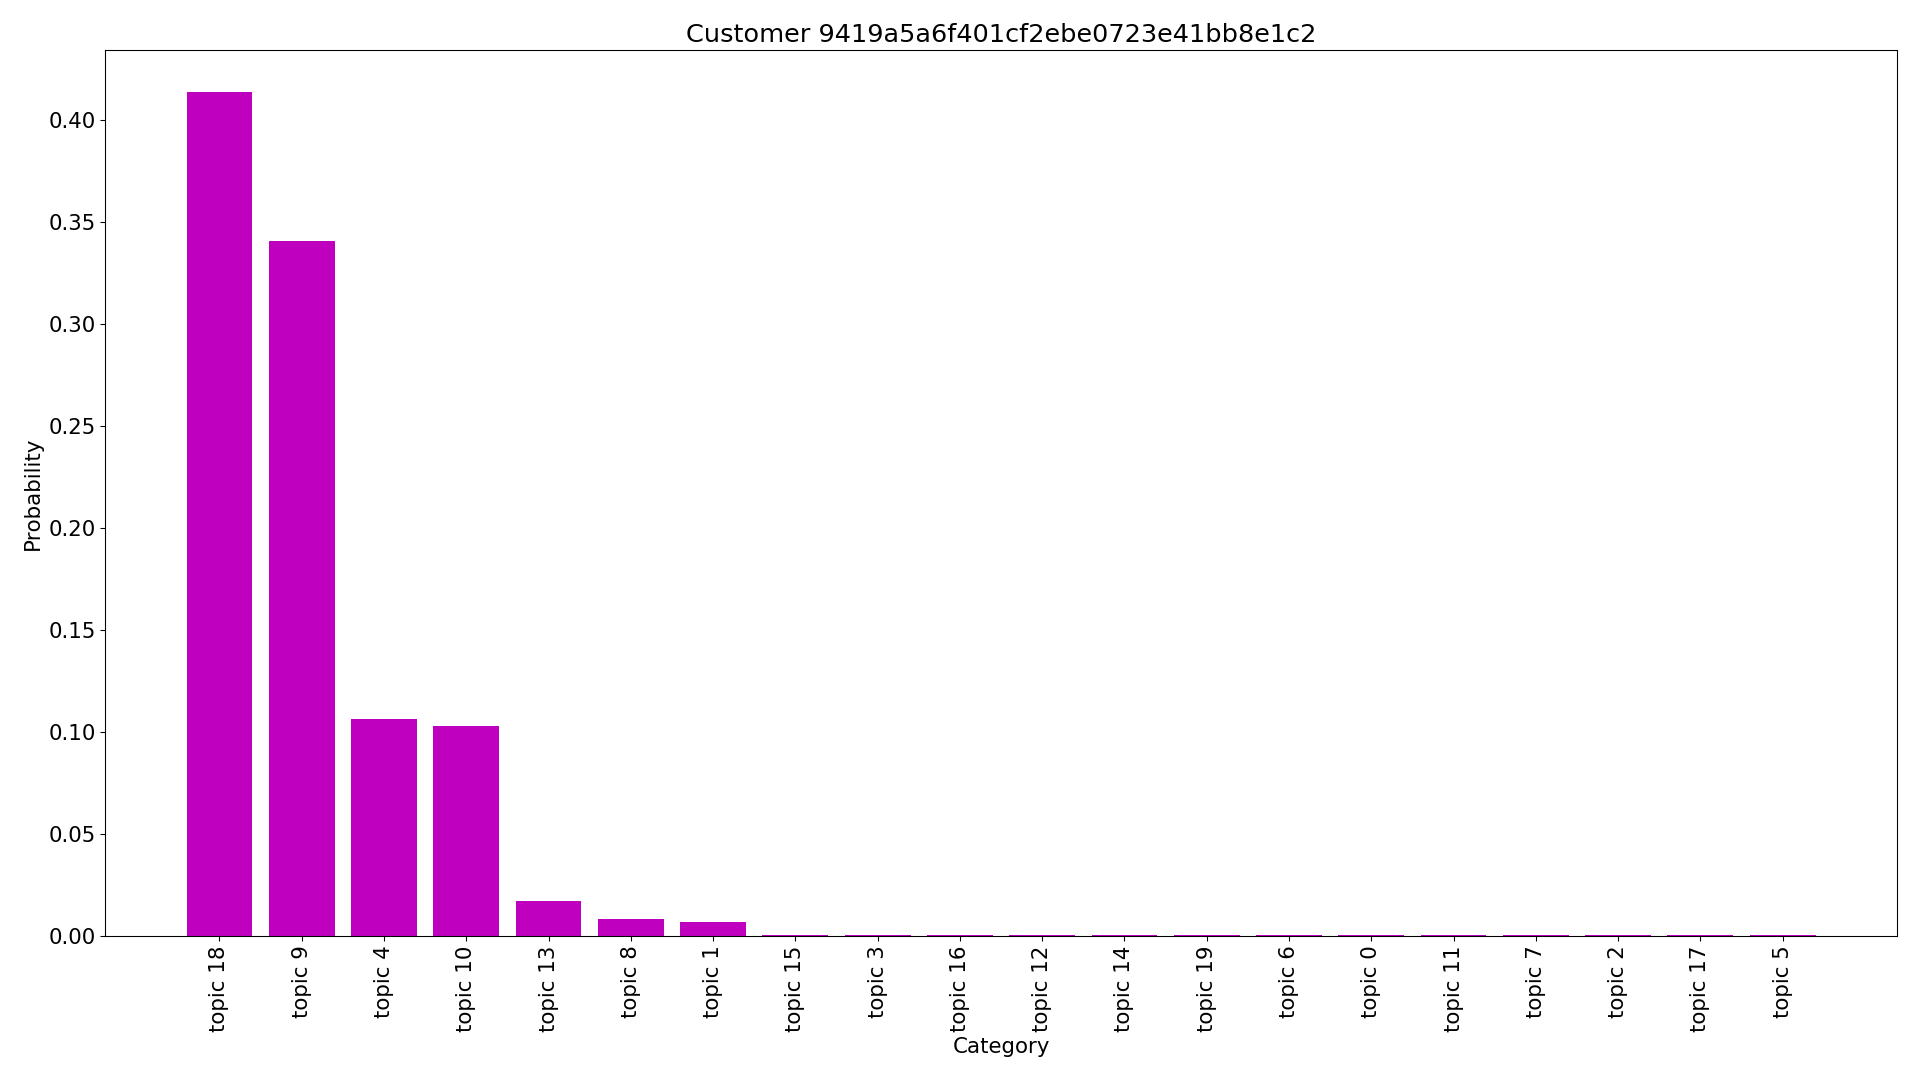 Customer 9419a5a6f401cf2ebe0723e41bb8e1c2
Probability
0.40
0.35
0.30
0.25
0.20
0.15
0.10
0.05
0.00
topic 18
topic 9
topic 4
topic 10
topic 13
topic 8
topic 1
topic 15
topic 3
topic 16
topic 12
topic 14
topic 19
topic 6
topic 0
topic 11
topic 7
topic 2
topic 17
topic 5
Category